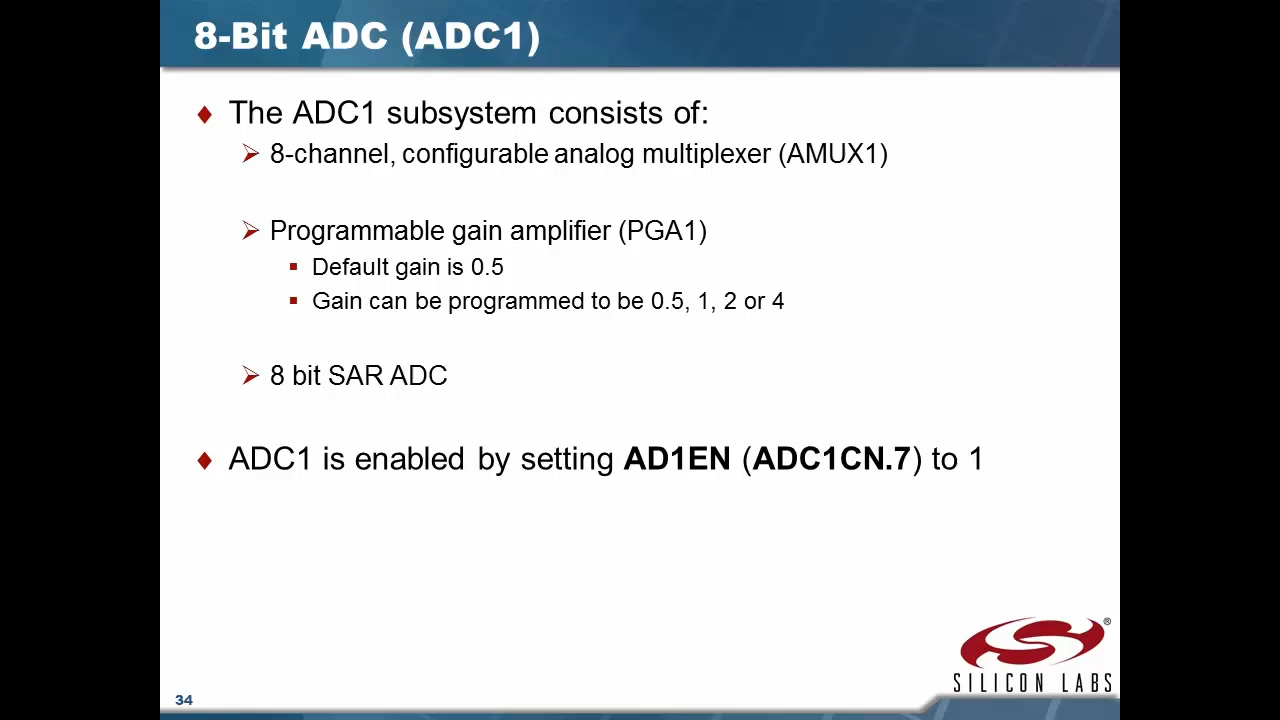 8-Bit ADC (ADC1)
The ADC1 subsystem consists of:
8-channel, configurable analog multiplexer (AMUX1)
Programmable gain amplifier (PGA1)
Default gain is 0.5
Gain can be programmed to be 0.5, 1, 2 or 4
8 bit SAR ADC
ADC1 is enabled by setting AD1EN (ADC1CN.7) to 1
®
SILICON LABS
34